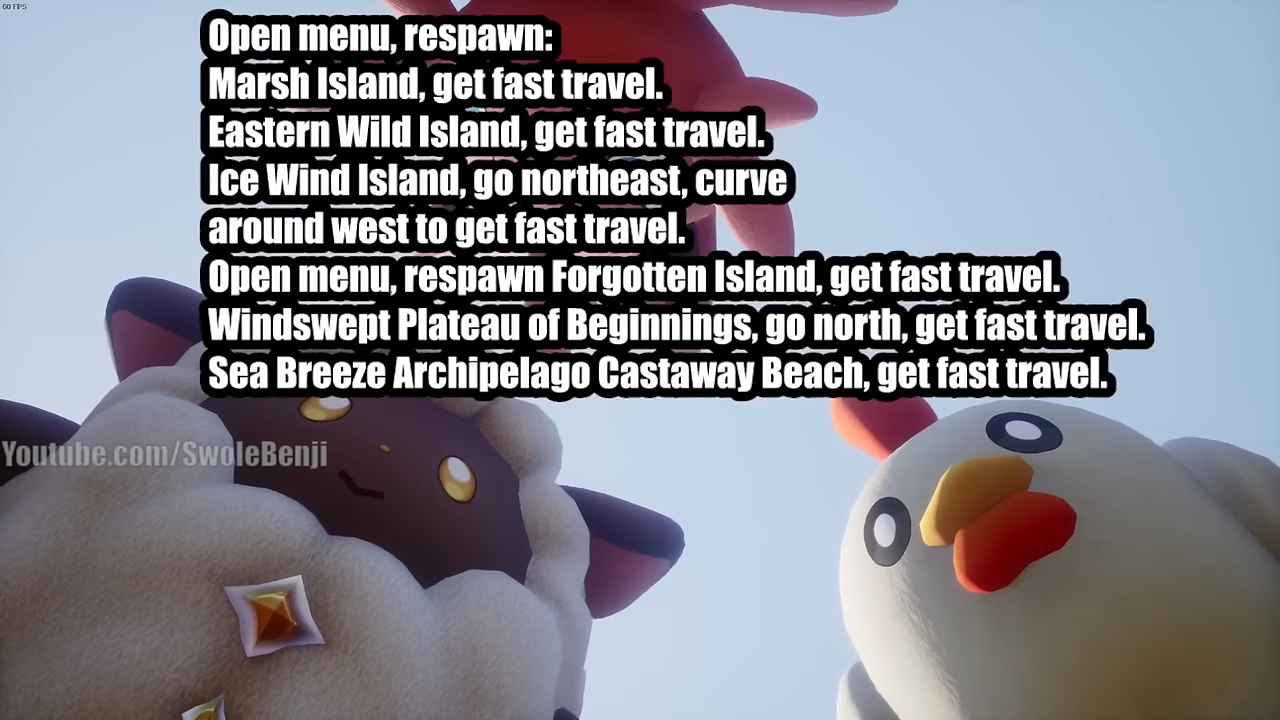 60 FPS
Open menu, respawn:
Marsh Island, get fast travel.
Eastern Wild Island, get fast travel.
Ice Wind Island, go northeast, curve
around west to get fast travel.
Open menu, respawn Forgotten Island, get fast travel.
Windswept Plateau of Beginnings, go north, get fast travel.
Sea Breeze Archipelago Castaway Beach, get fast travel.
Youtube.com/SwoleBenji